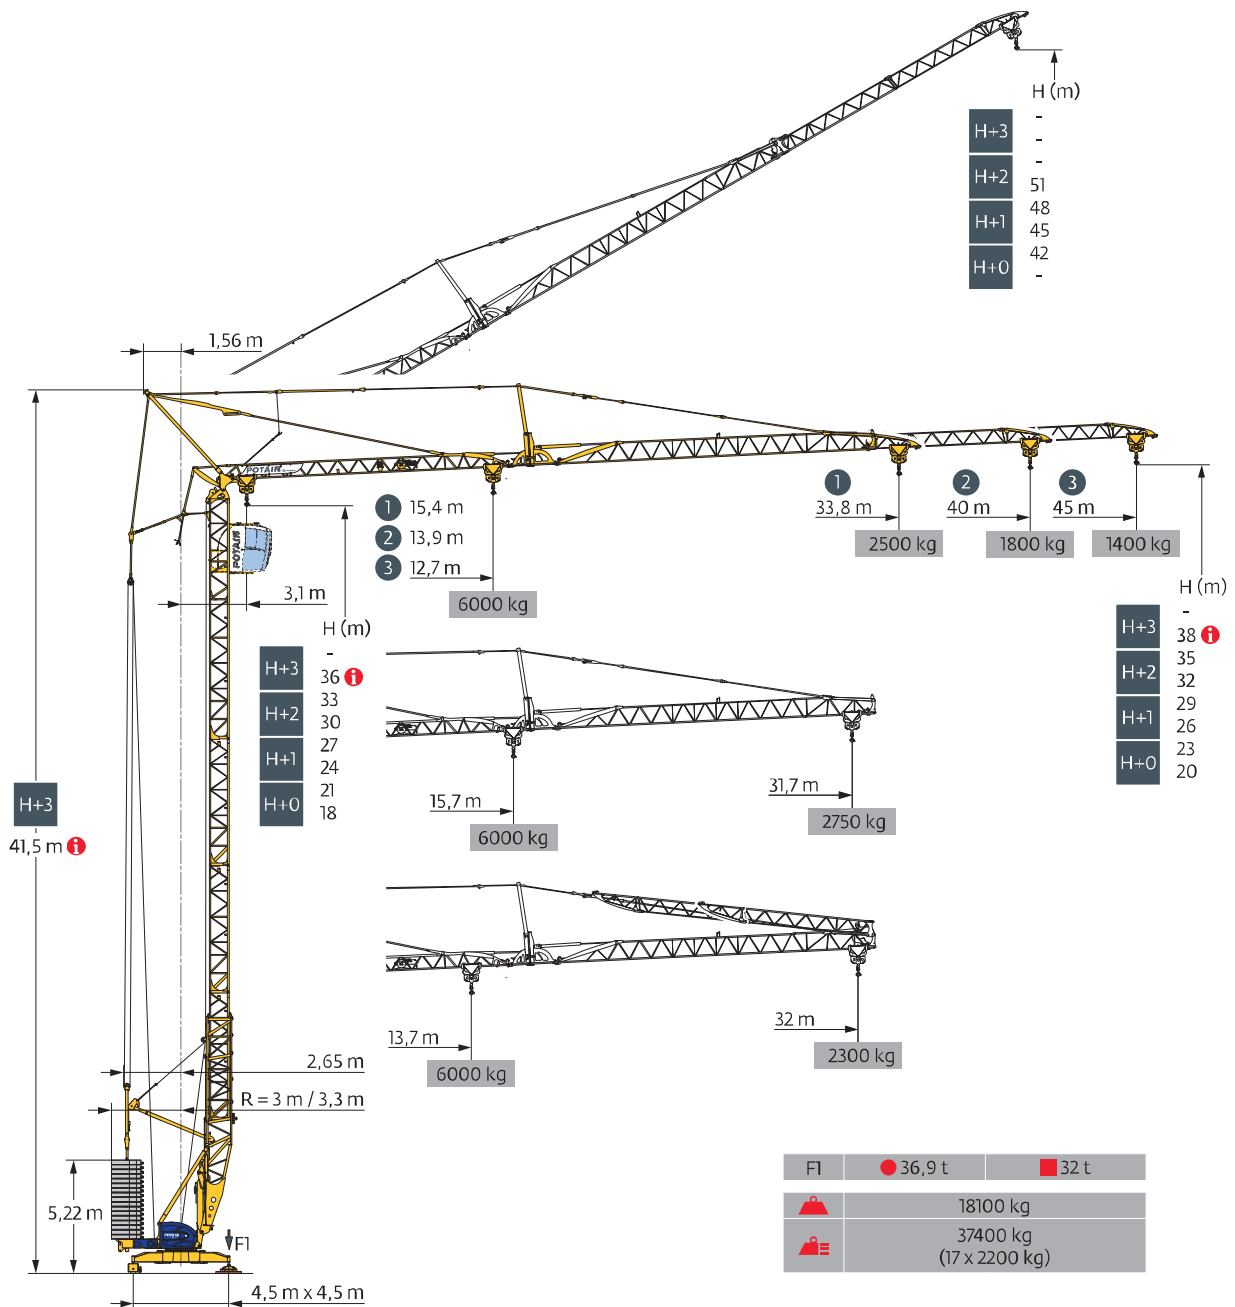 H (m)
H+3
-
-
H+2
-
51
H+1
48
45
H+0
42
-
1,56 m
POTAIN
POTAIN
1 15,4 m
2 13,9 m
3 12,7 m
6000 kg
1
33,8 m
2500 kg
2
40 m
1800 kg
3
45 m
1400 kg
3,1 m
H (m)
H+3
-
36 i
H+2
33
30
H+1
27
24
H+0
21
18
H (m)
H+3
-
38 i
H+2
35
32
H+1
29
26
H+0
23
20
15,7 m
6000 kg
31,7 m
2750 kg
H+3
41,5 m i
13,7 m
6000 kg
32 m
2300 kg
2,65 m
R = 3 m / 3,3 m
5,22 m
F1
4,5 m x 4,5 m
F1 36,9 t 32 t
18100 kg
37400 kg
(17 x 2200 kg)